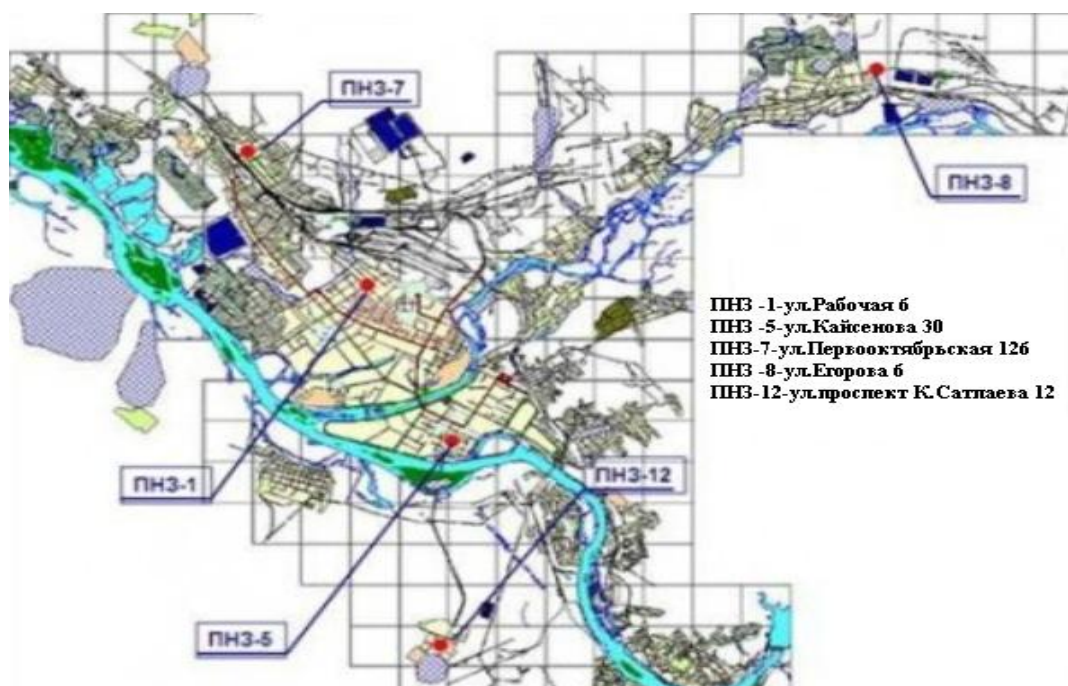 ПНЗ-7
ПНЗ-8
ПНЗ -1-ул.Рабочая 6
ПНЗ -5-ул.Кайсенова 30
ПНЗ-7-ул.Первооктябрьская 126
ПНЗ -8-ул.Егорова 6
ПНЗ-12-ул.проспект К.Сатпаева 12
ПНЗ-1
ПНЗ-12
ПНЗ-5